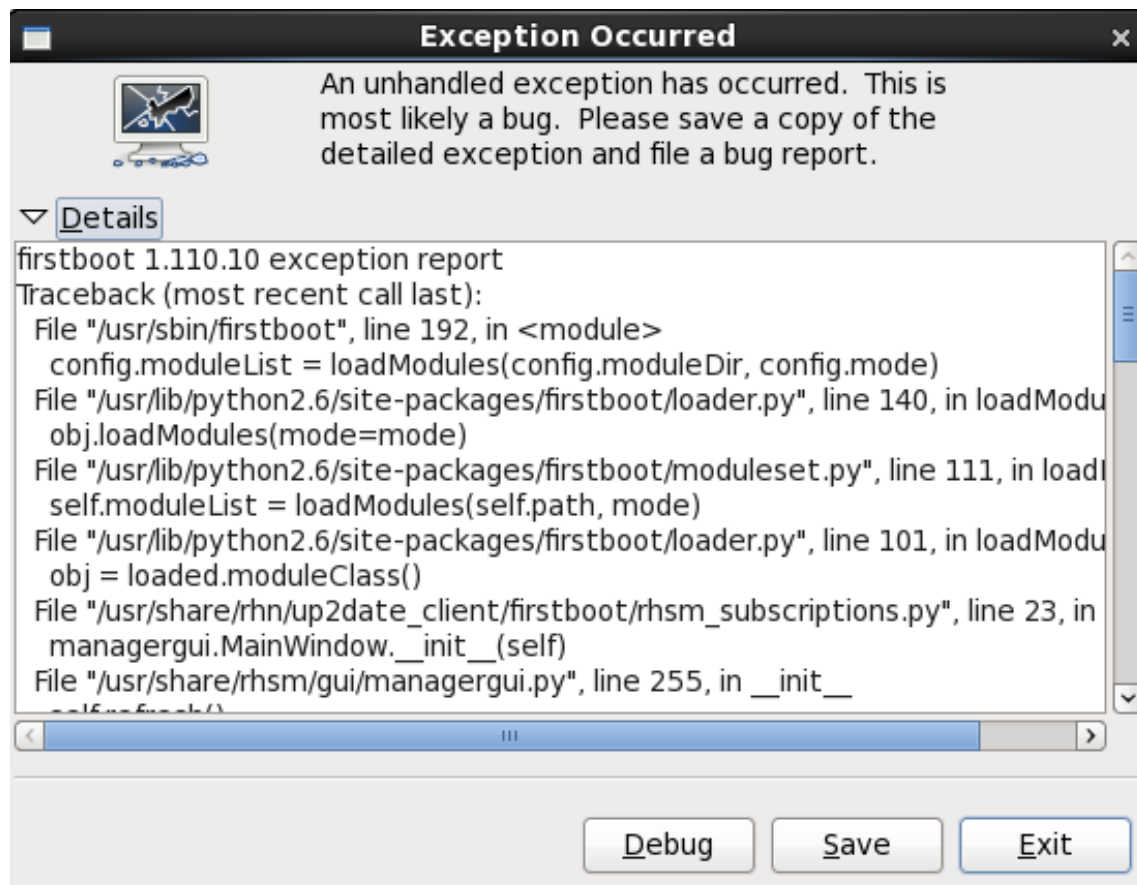 Exception Occurred
An unhandled exception has occurred.  This is
most likely a bug.  Please save a copy of the
detailed exception and file a bug report.
Details
firstboot 1.110.10 exception report
Traceback (most recent call last):
File "/usr/sbin/firstboot", line 192, in <module>
config.moduleList = loadModules(config.moduleDir, config.mode)
File "/usr/lib/python2.6/site-packages/firstboot/loader.py", line 140, in loadModu
obj.loadModules(mode=mode)
File "/usr/lib/python2.6/site-packages/firstboot/moduleset.py", line 111, in load
self.moduleList = loadModules(self.path, mode)
File "/usr/lib/python2.6/site-packages/firstboot/loader.py", line 101, in loadModu
obj = loaded.moduleClass()
File "/usr/share/rhn/up2date_client/firstboot/rhsm_subscriptions.py", line 23, in
managergui.MainWindow.__init__(self)
File "/usr/share/rhsm/gui/managergui.py", line 255, in __init__
Debug
Save
Exit